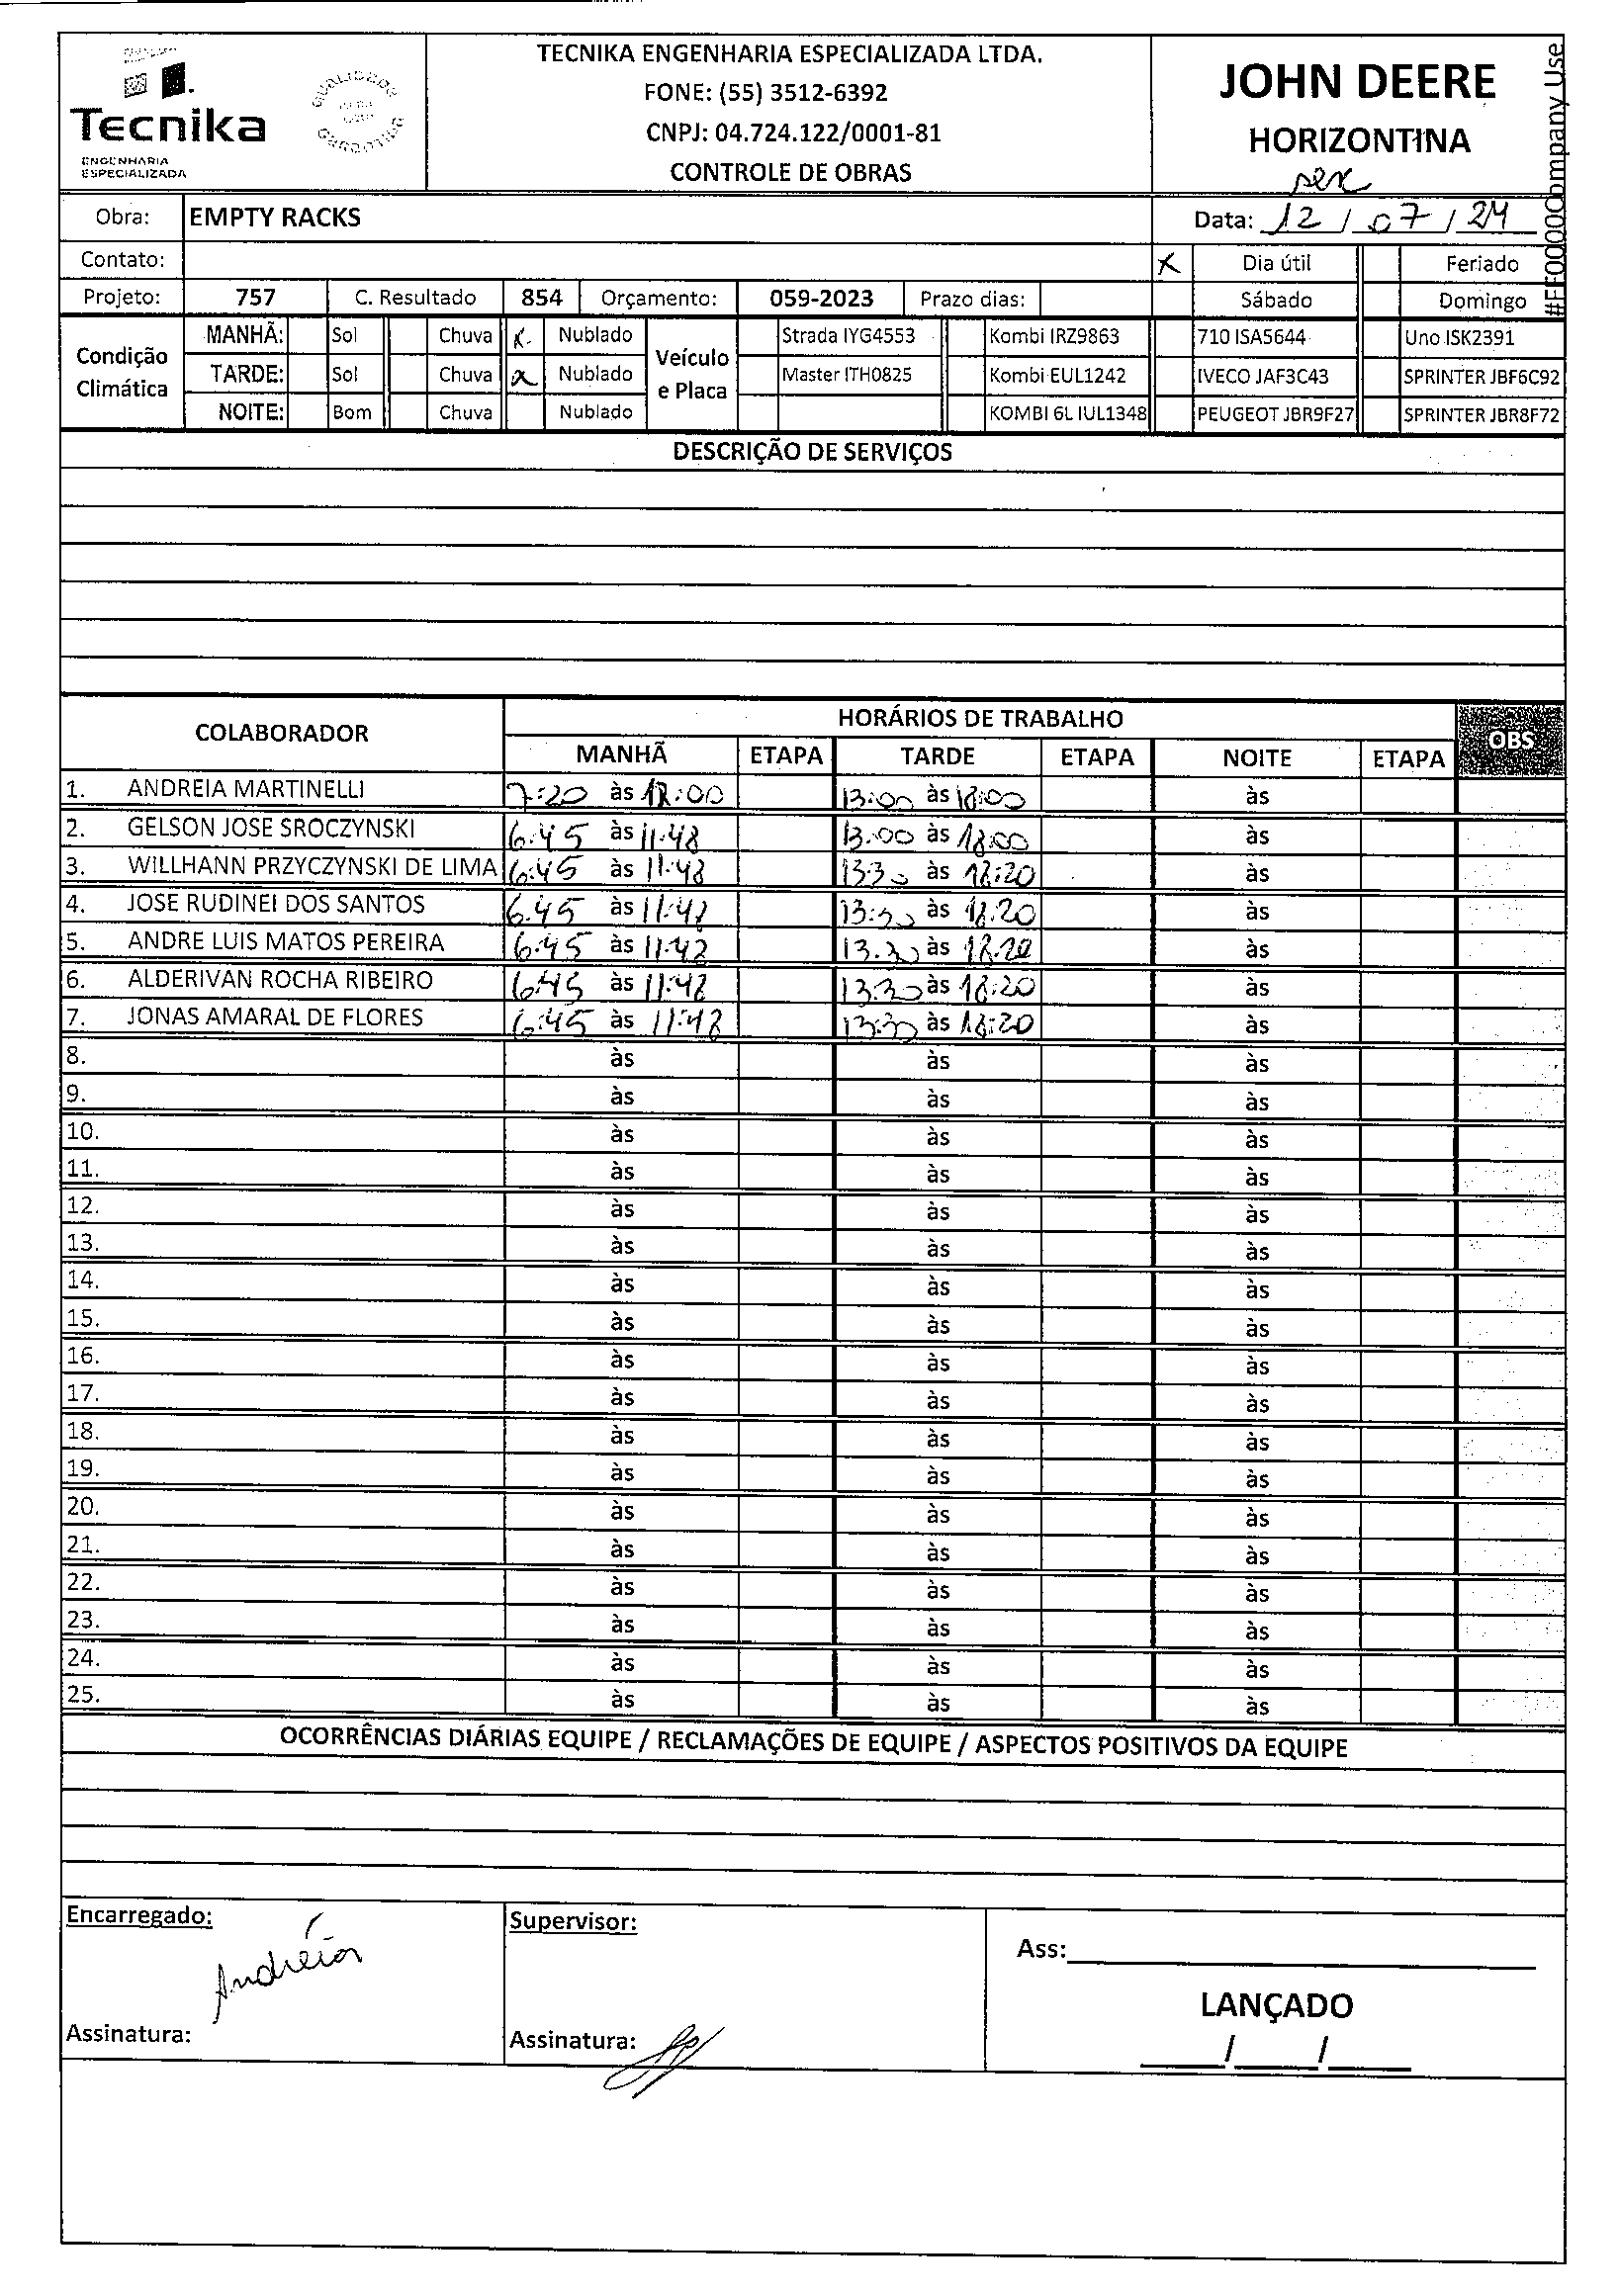 Tecnika
ENGENHARIA
ESPECIALIZADA
QUALIDADE
GARANTIDA
TECNIKA ENGENHARIA ESPECIALIZADA LTDA.
FONE: (55) 3512-6392
CNPJ: 04.724.122/0001-81
CONTROLE DE OBRAS
JOHN DEERE
HORIZONTINA
sex
#FF0000Company Use
Obra: EMPTY RACKS Data: 12 / 07 / 24
Contato: X Dia útil Feriado
Projeto: 757 C. Resultado 854 Orçamento: 059-2023 Prazo dias: Sábado Domingo
Condição Climática
MANHÃ: Sol Chuva X Nublado
TARDE: Sol Chuva X Nublado
NOITE: Bom Chuva Nublado
Veículo e Placa
Strada IYG4553 Kombi IRZ9863 710 ISA5644 Uno ISK2391
Master ITH0825 Kombi EUL1242 IVECO JAF3C43 SPRINTER JBF6C92
KOMBI 6L IUL1348 PEUGEOT JBR9F27 SPRINTER JBR8F72
DESCRIÇÃO DE SERVIÇOS
COLABORADOR HORÁRIOS DE TRABALHO OBS
MANHÃ ETAPA TARDE ETAPA NOITE ETAPA
1. ANDREIA MARTINELLI 7:20 às 12:00 13:00 às 18:00 às
2. GELSON JOSE SROCZYNSKI 6:45 às 11:48 13:00 às 18:00 às
3. WILLHANN PRZYCZYNSKI DE LIMA 6:45 às 11:48 13:30 às 18:20 às
4. JOSE RUDINEI DOS SANTOS 6:45 às 11:48 13:30 às 18:20 às
5. ANDRE LUIS MATOS PEREIRA 6:45 às 11:48 13:30 às 18:20 às
6. ALDERIVAN ROCHA RIBEIRO 6:45 às 11:48 13:30 às 18:20 às
7. JONAS AMARAL DE FLORES 6:45 às 11:48 13:30 às 18:20 às
8. às às às
9. às às às
10. às às às
11. às às às
12. às às às
13. às às às
14. às às às
15. às às às
16. às às às
17. às às às
18. às às às
19. às às às
20. às às às
21. às às às
22. às às às
23. às às às
24. às às às
25. às às às
OCORRÊNCIAS DIÁRIAS EQUIPE / RECLAMAÇÕES DE EQUIPE / ASPECTOS POSITIVOS DA EQUIPE
Encarregado: Supervisor:
Andréia
Ass:
LANÇADO
Assinatura: Assinatura:
/ /